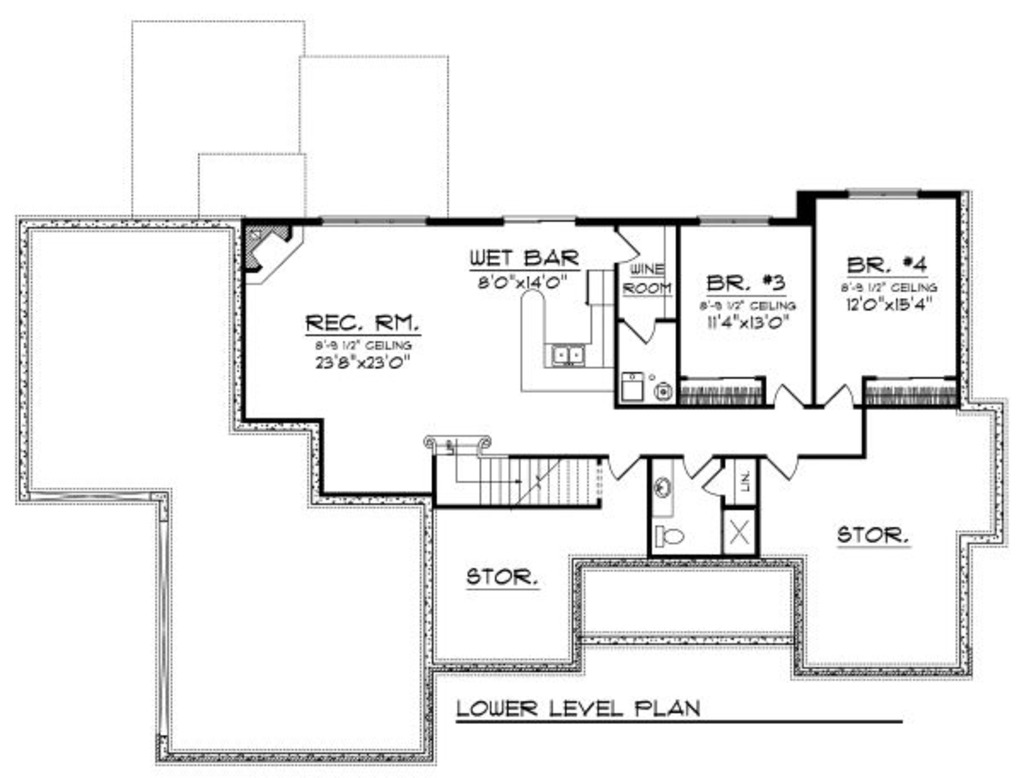 WET BAR
8'0"x14'0"
WINE
ROOM
BR. #3
8'-9 1/2" CEILING
11'4"x13'0"
BR. #4
8'-9 1/2" CEILING
12'0"x15'4"
REC. RM.
8'-9 1/2" CEILING
23'8"x23'0"
UP
LIN.
STOR.
STOR.
LOWER LEVEL PLAN